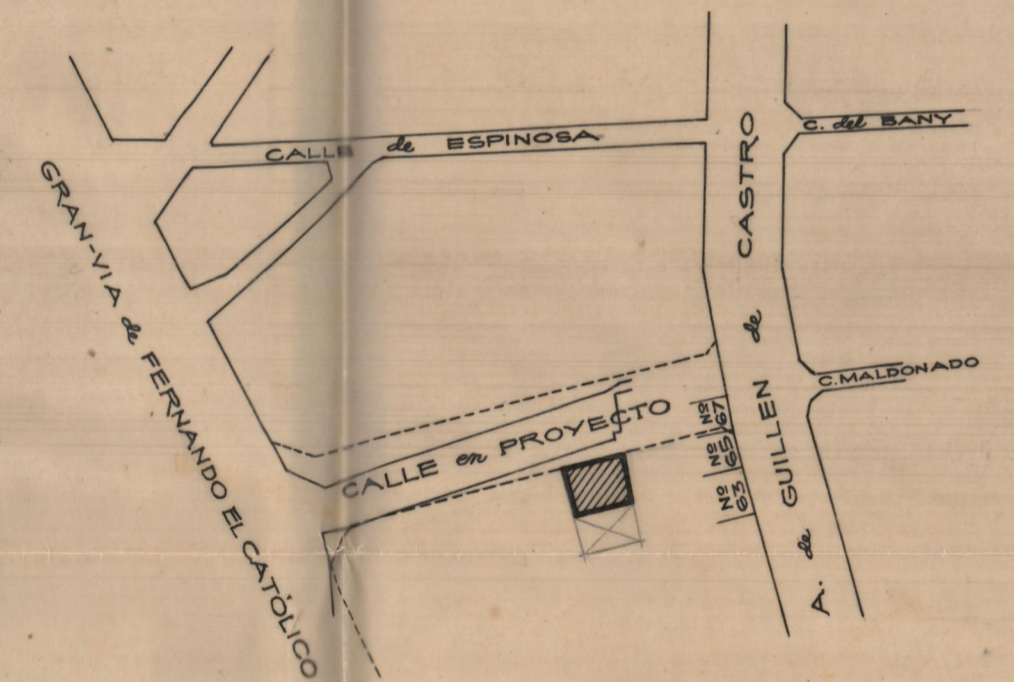 CALLE de ESPINOSA
C. del BANY
GRAN-VIA de FERNANDO EL CATÓLICO
A. de GUILLEN de CASTRO
C. MALDONADO
CALLE en PROYECTO
Nº 67
Nº 65
Nº 63